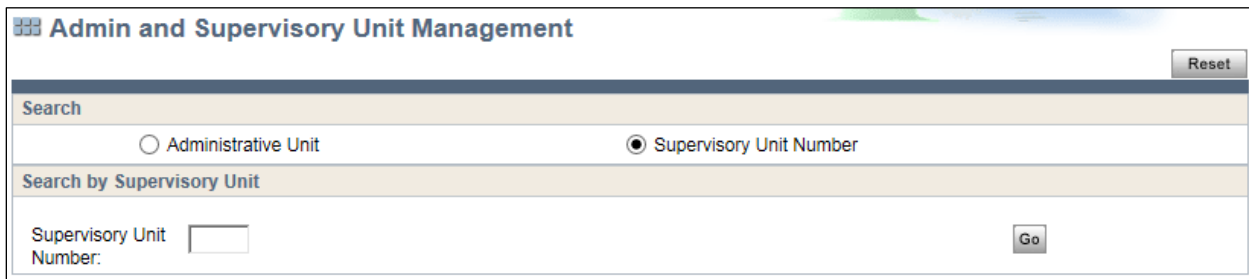 Admin and Supervisory Unit Management
Reset
Search
Administrative Unit Supervisory Unit Number
Search by Supervisory Unit
Supervisory Unit
Number:
Go